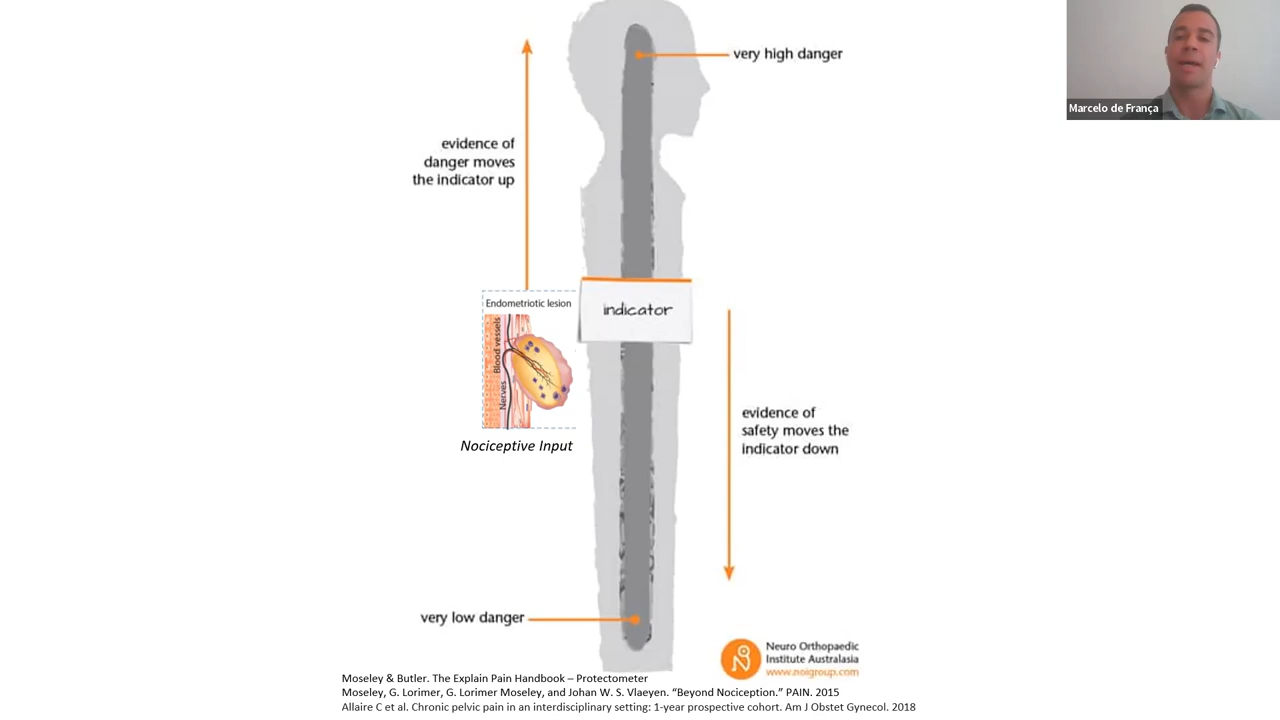 very high danger
Marcelo de França
evidence of
danger moves
the indicator up
Endometriotic lesion
Blood vessels
Nerves
indicator
Nociceptive Input
evidence of
safety moves the
indicator down
very low danger
Neuro Orthopaedic
Institute Australasia
www.noigroup.com
Moseley & Butler. The Explain Pain Handbook – Protectometer
Moseley, G. Lorimer, G. Lorimer Moseley, and Johan W. S. Vlaeyen. “Beyond Nociception.” PAIN. 2015
Allaire C et al. Chronic pelvic pain in an interdisciplinary setting: 1-year prospective cohort. Am J Obstet Gynecol. 2018